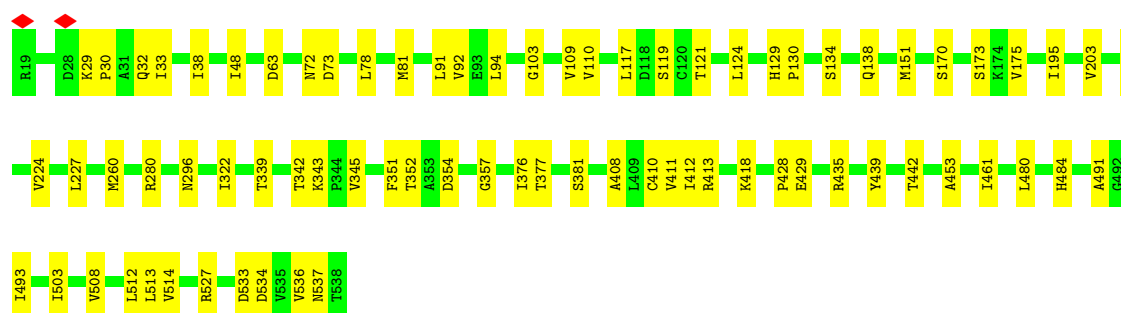 R19 D28 K29 P30 A31 Q32 I33 I38 I48 D63 N72 D73 L78 M81 L91 V92 E93 L94 G103 V109 V110 L117 D118 S119 C120 T121 L124 H129 P130 S134 Q138 M151 S170 S173 K174 V175 I195 V203
V224 L227 M260 R280 N296 I322 T339 T342 K343 P344 V345 F351 T352 A353 D354 G357 I376 T377 S381 A408 L409 C410 V411 I412 R413 K418 P428 E429 R435 Y439 T442 A453 I461 L480 H484 A491 G492
I493 I503 V508 L512 L513 V514 R527 D533 D534 V535 V536 N537 T538